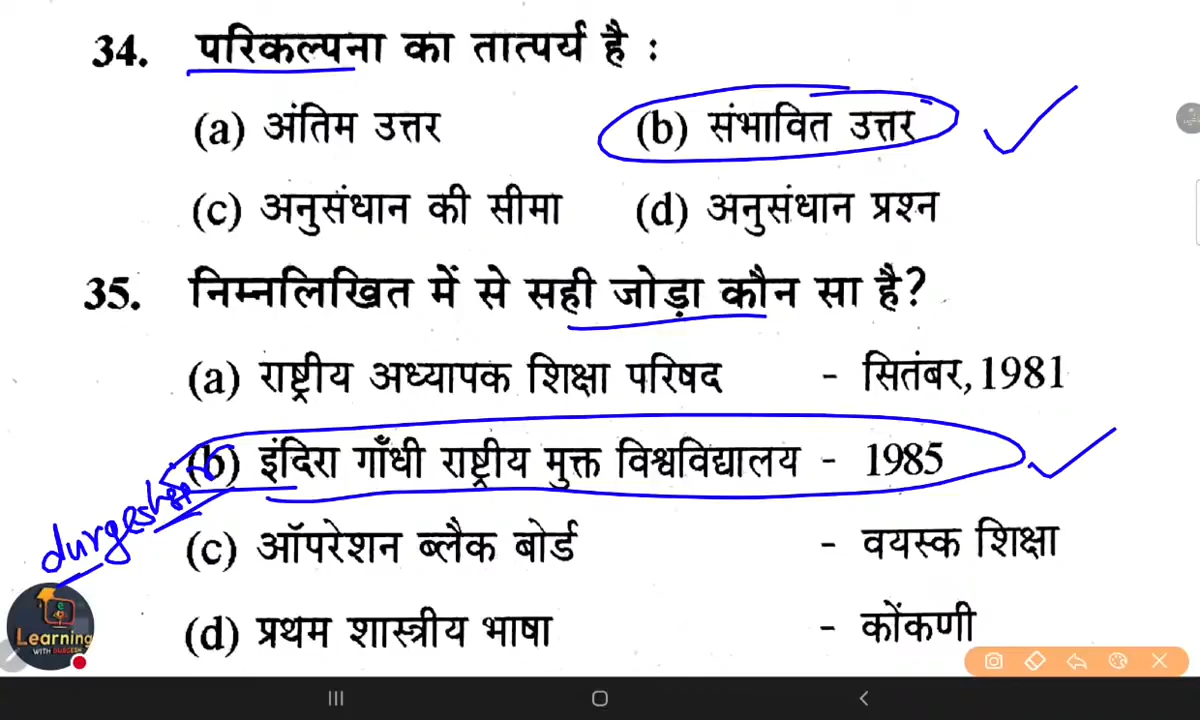 34. परिकल्पना का तात्पर्य है :
(a) अंतिम उत्तर (b) संभावित उत्तर
(c) अनुसंधान की सीमा (d) अनुसंधान प्रश्न
35. निम्नलिखित में से सही जोड़ा कौन सा है?
(a) राष्ट्रीय अध्यापक शिक्षा परिषद - सितंबर, 1981
(b) इंदिरा गाँधी राष्ट्रीय मुक्त विश्वविद्यालय - 1985
(c) ऑपरेशन ब्लैक बोर्ड - वयस्क शिक्षा
(d) प्रथम शास्त्रीय भाषा - कोंकणी
Learning
WITH DURGESH